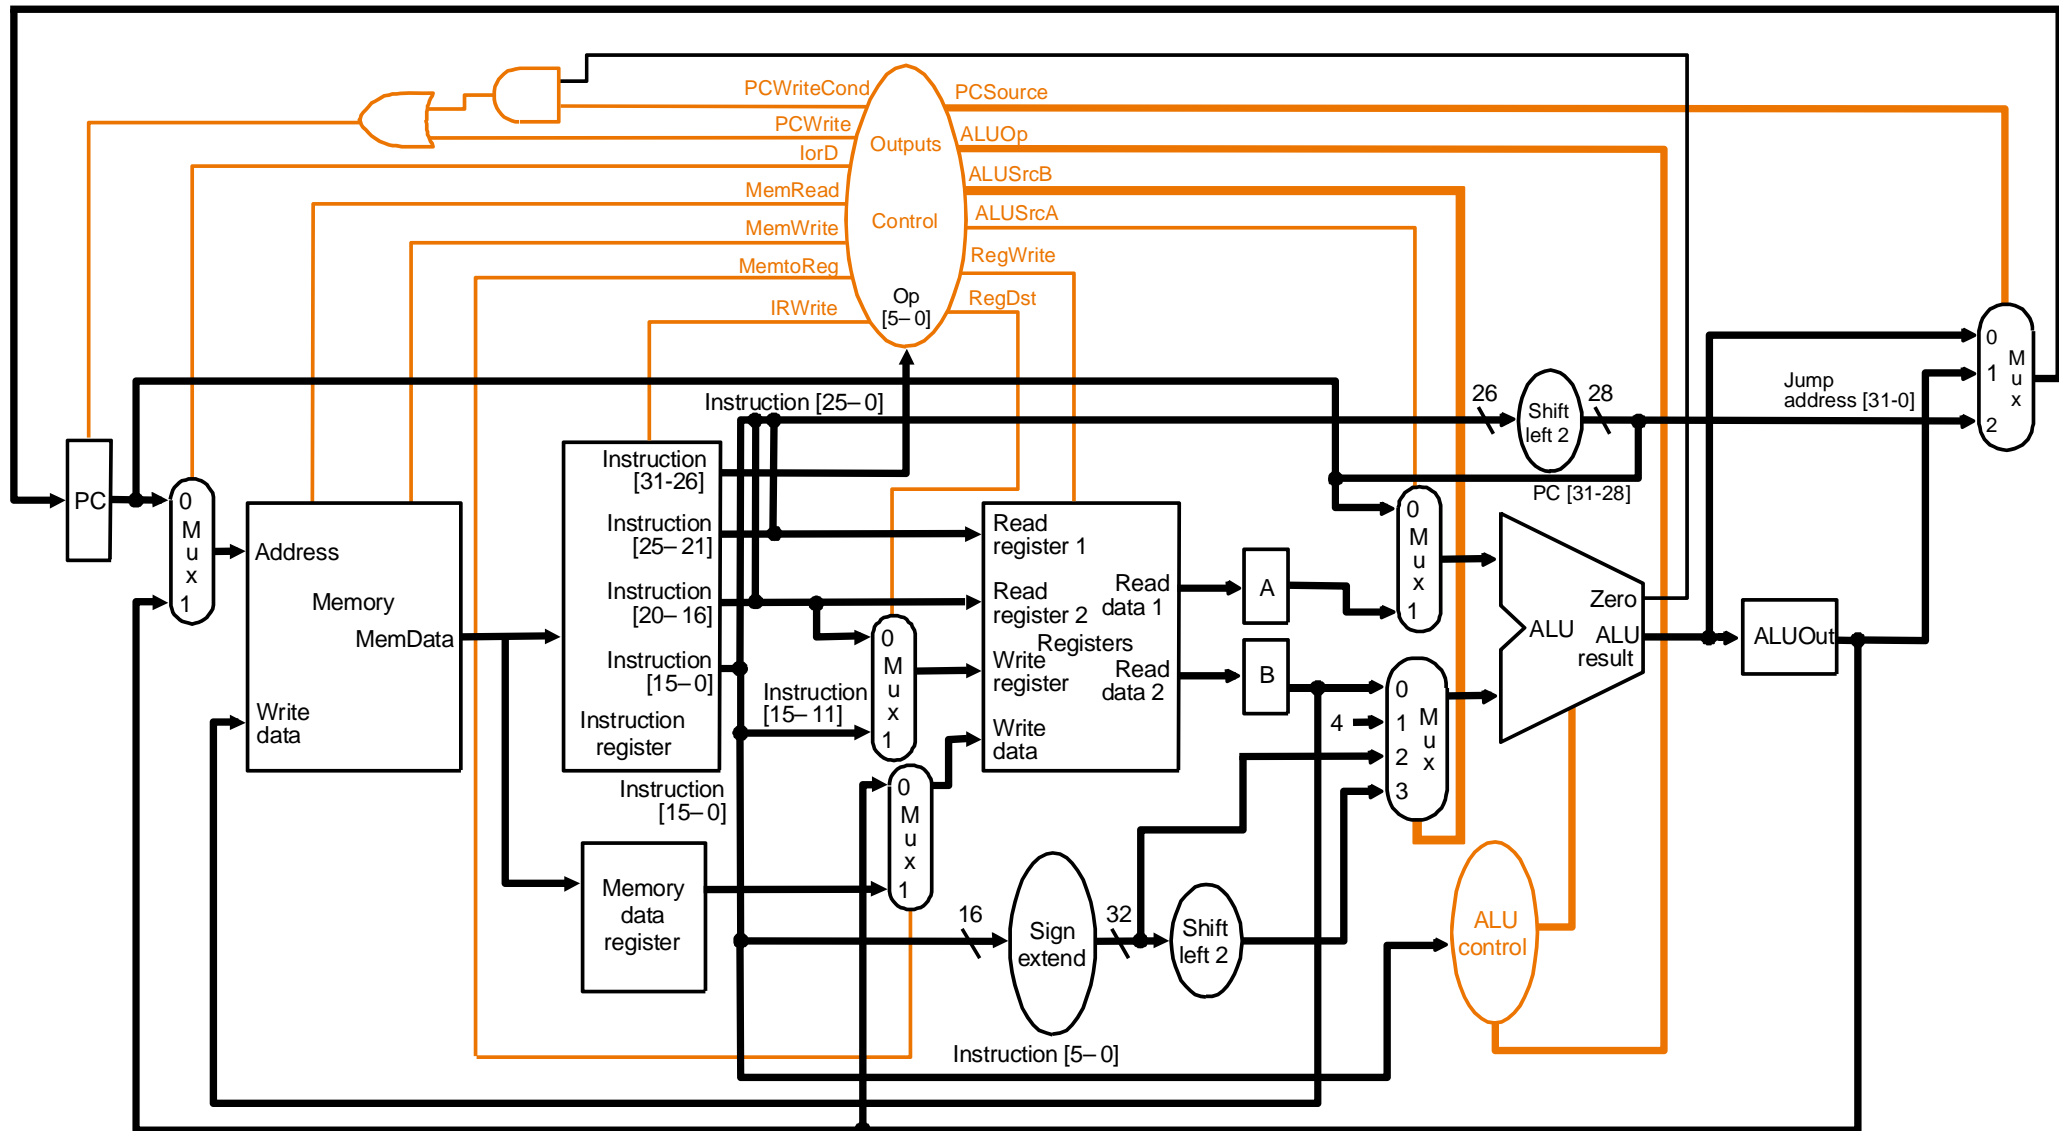 PCWriteCond
PCSource
PCWrite
ALUOp
Outputs
IorD
ALUSrcB
MemRead
ALUSrcA
Control
MemWrite
RegWrite
MemtoReg
RegDst
Op
[5–0]
IRWrite
0
M
u
x
1
2
Jump
address [31-0]
Instruction [25–0]
26
Shift
left 2
28
PC [31-28]
PC
0
M
u
x
1
Address
Memory
MemData
Write
data
Instruction
[31-26]
Instruction
[25–21]
Instruction
[20–16]
Instruction
[15–0]
Instruction
register
Instruction
[15–11]
0
M
u
x
1
Read
register 1
Read
register 2
Registers
Write
register
Write
data
Read
data 1
Read
data 2
A
B
0
M
u
x
1
4
0
1
2
3
M
u
x
Zero
ALU
ALU
result
ALUOut
Instruction
[15–0]
0
M
u
x
1
Memory
data
register
16
Sign
extend
32
Shift
left 2
ALU
control
Instruction [5–0]